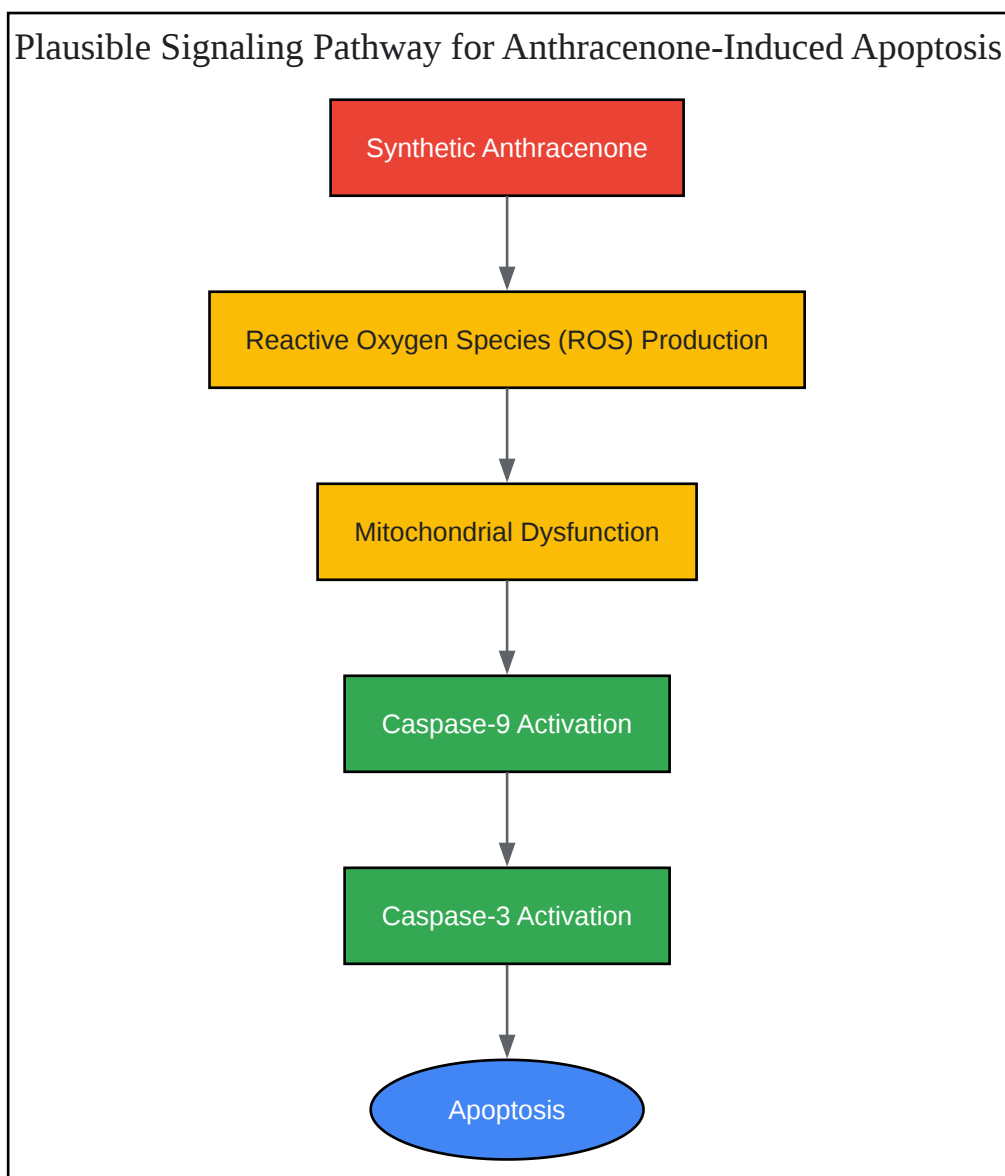 Plausible Signaling Pathway for Anthracenone-Induced Apoptosis
Synthetic Anthracenone
Reactive Oxygen Species (ROS) Production
Mitochondrial Dysfunction
Caspase-9 Activation
Caspase-3 Activation
Apoptosis